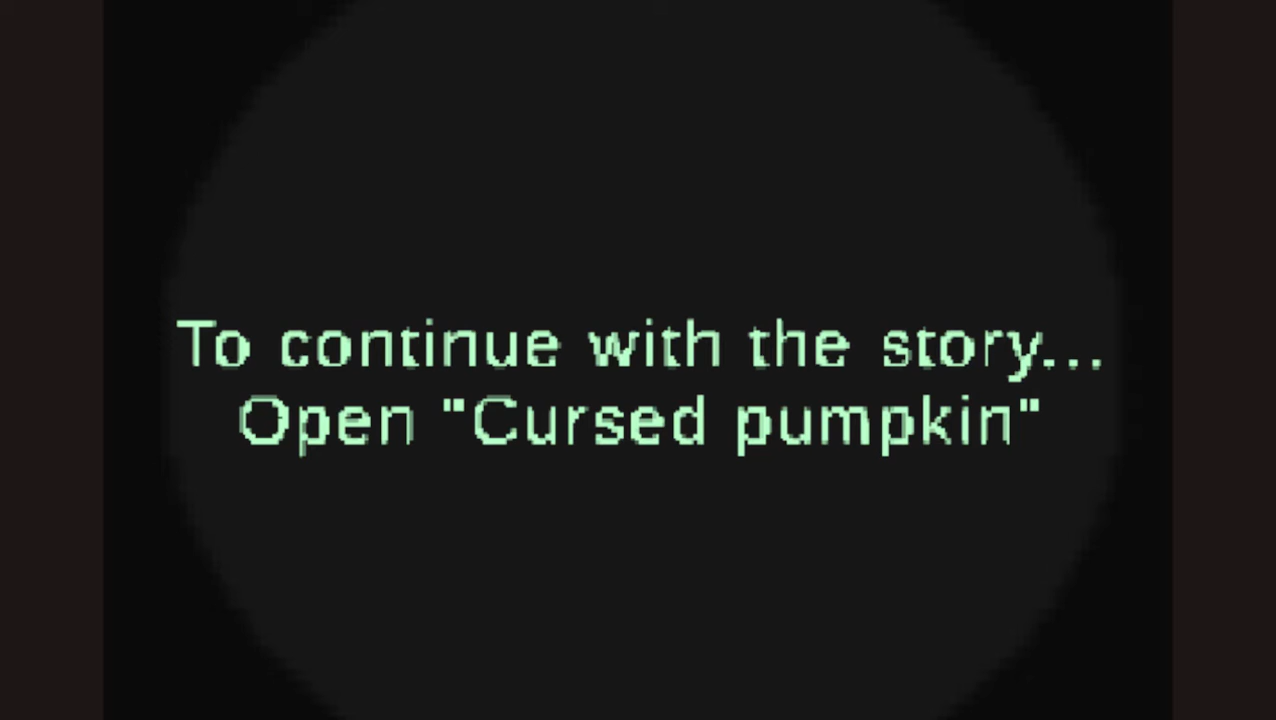 To continue with the story...
Open "Cursed pumpkin"